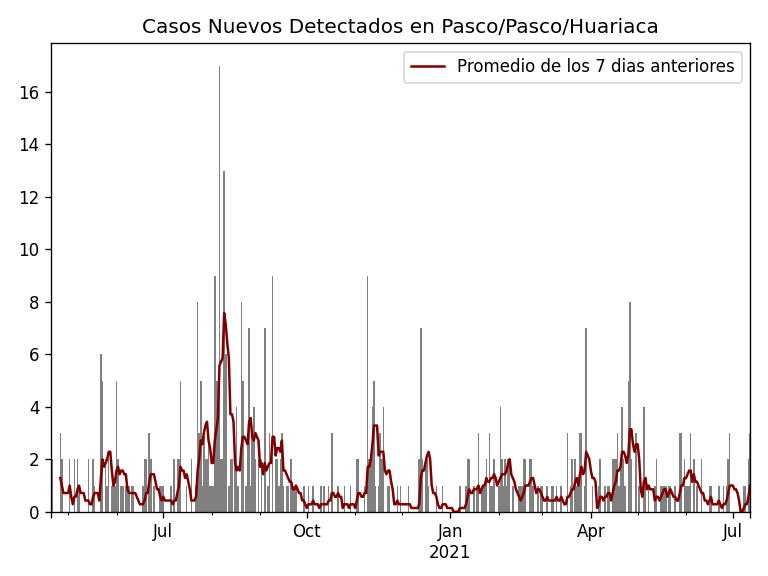 Casos Nuevos Detectados en Pasco/Pasco/Huariaca
Promedio de los 7 dias anteriores
16
14
12
10
8
6
4
2
0
Jul
Oct
Jan
2021
Apr
Jul